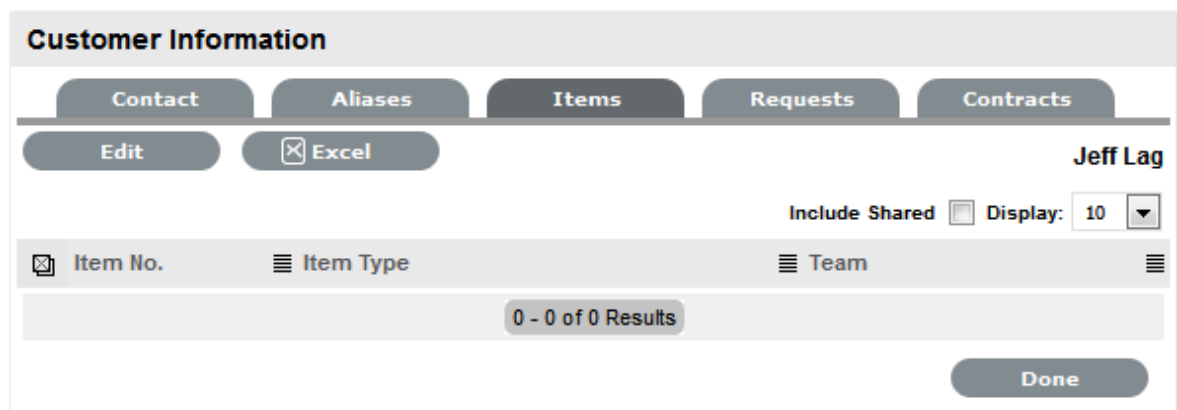 Customer Information
Contact Aliases Items Requests Contracts
Edit Excel
Jeff Lag
Include Shared Display: 10
Item No. Item Type Team
0 - 0 of 0 Results
Done